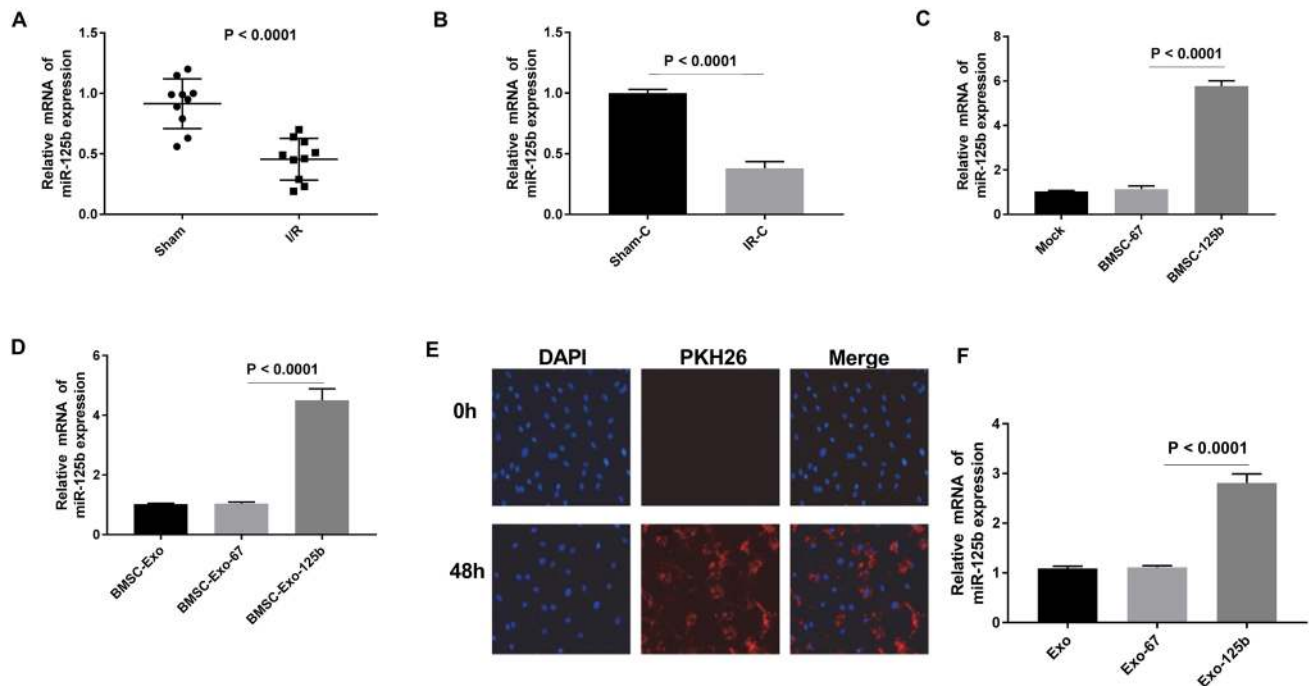 A
P < 0.0001
Relative mRNA of
miR-125b expression
1.5
1.0
0.5
0.0
Sham
I/R
B
P < 0.0001
Relative mRNA of
miR-125b expression
1.5
1.0
0.5
0.0
Sham-C
IR-C
C
P < 0.0001
Relative mRNA of
miR-125b expression
8
6
4
2
0
Mock
BMSC-67
BMSC-125b
D
P < 0.0001
Relative mRNA of
miR-125b expression
6
4
2
0
BMSC-Exo
BMSC-Exo-67
BMSC-Exo-125b
E
DAPI PKH26 Merge
0h
48h
F
P < 0.0001
Relative mRNA of
miR-125b expression
4
3
2
1
0
Exo
Exo-67
Exo-125b